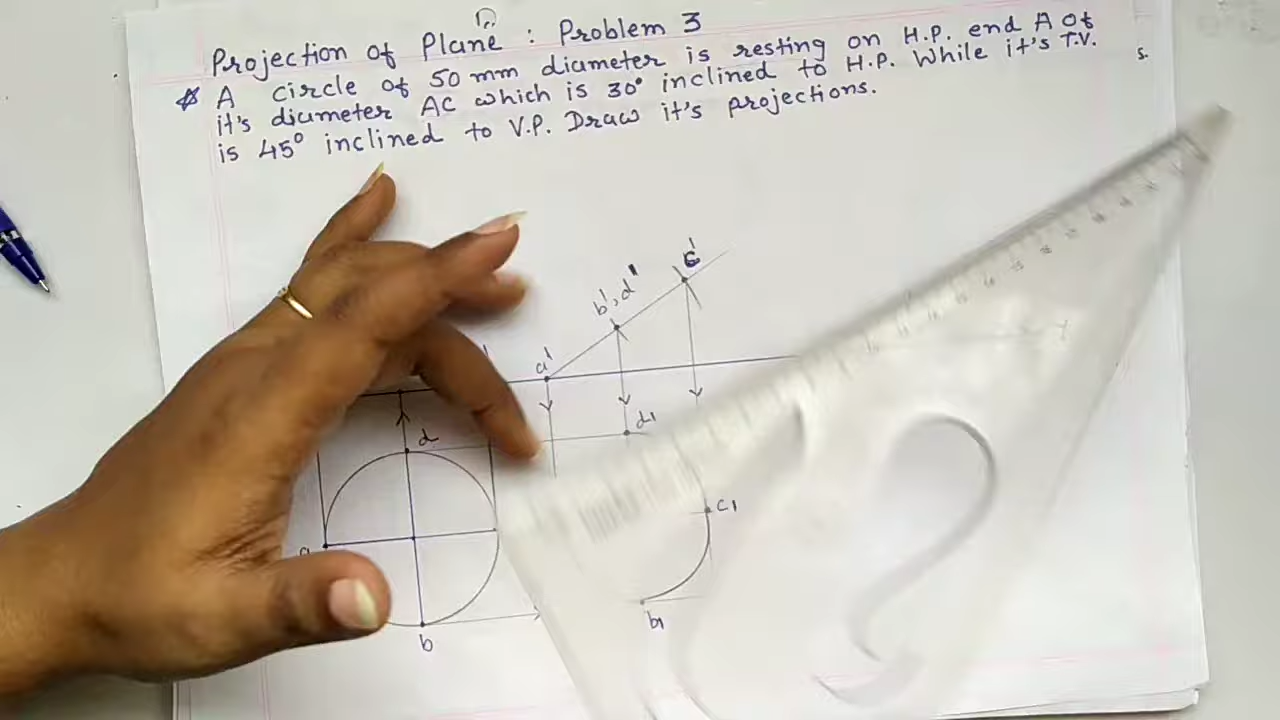 Projection of Plane : Problem 3
A circle of 50 mm diameter is resting on H.P. end A of
it's diameter AC which is 30° inclined to H.P. While it's T.V.
is 45° inclined to V.P. Draw it's projections.
s.
c'
b', d'
a'
d1
d
c1
a
b1
b